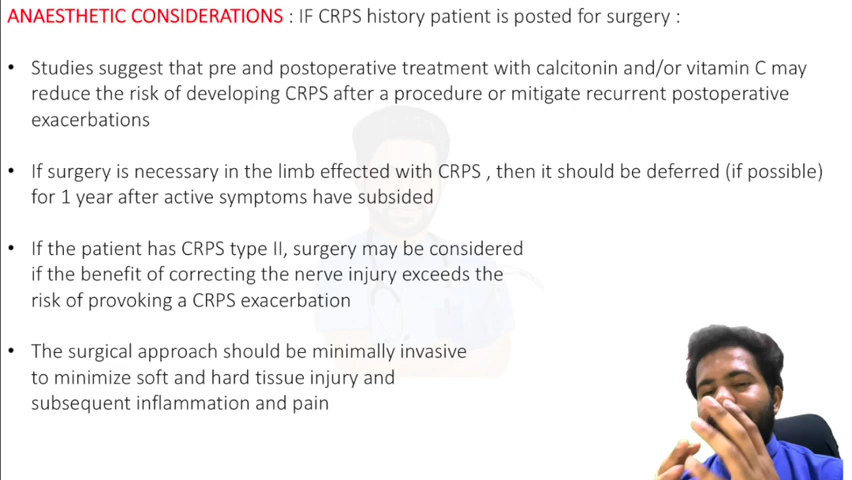 ANAESTHETIC CONSIDERATIONS : IF CRPS history patient is posted for surgery :
• Studies suggest that pre and postoperative treatment with calcitonin and/or vitamin C may
reduce the risk of developing CRPS after a procedure or mitigate recurrent postoperative
exacerbations
• If surgery is necessary in the limb effected with CRPS , then it should be deferred (if possible)
for 1 year after active symptoms have subsided
• If the patient has CRPS type II, surgery may be considered
if the benefit of correcting the nerve injury exceeds the
risk of provoking a CRPS exacerbation
• The surgical approach should be minimally invasive
to minimize soft and hard tissue injury and
subsequent inflammation and pain